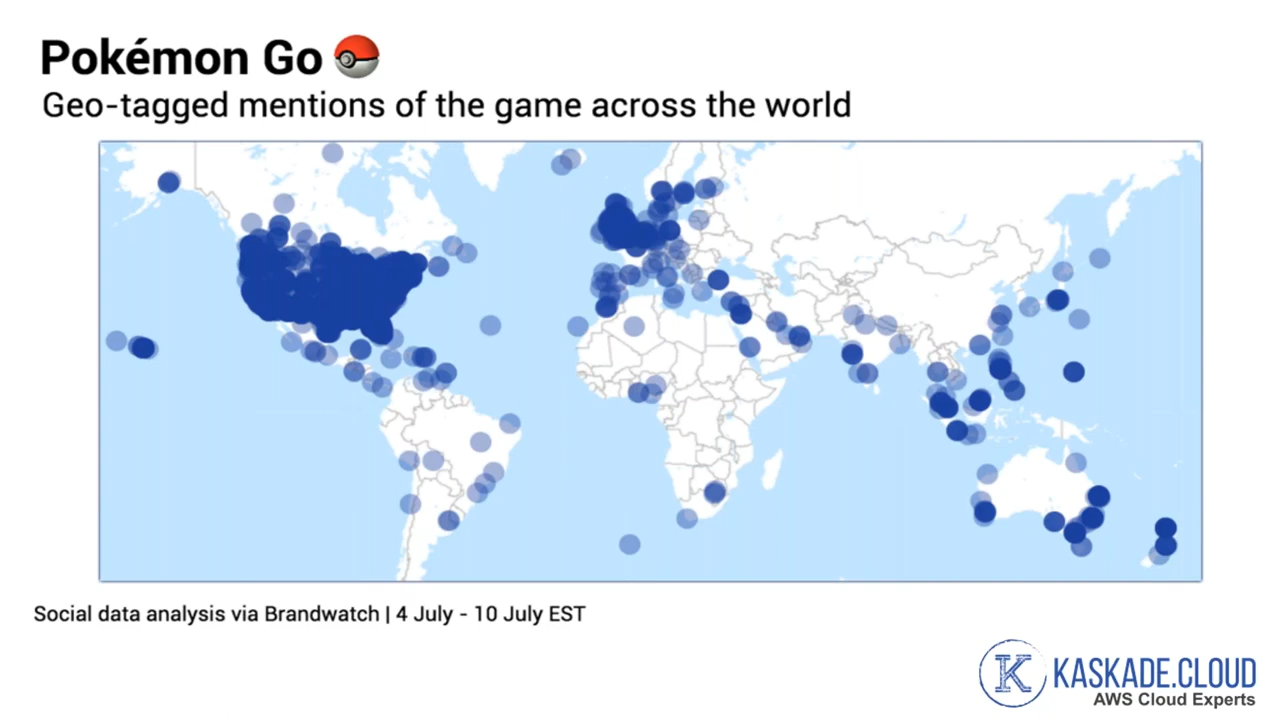 Pokémon Go
Geo-tagged mentions of the game across the world
Social data analysis via Brandwatch | 4 July - 10 July EST
K
KASKADE.CLOUD
AWS Cloud Experts